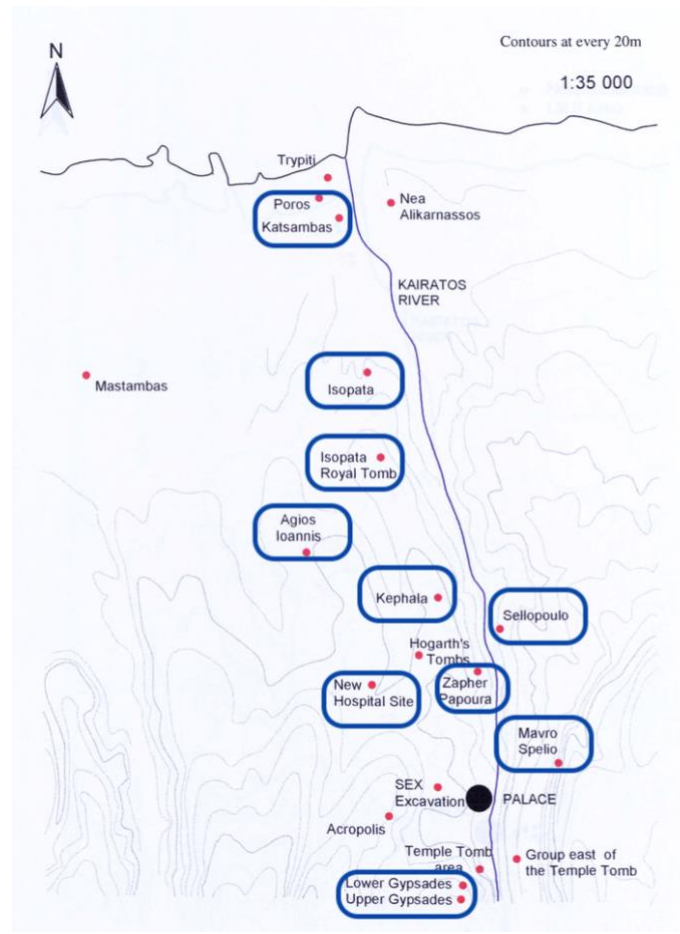 Contours at every 20m
N
1:35 000
Trypiti
Poros
Katsambas
Nea
Alikarnassos
KAIRATOS
RIVER
Mastambas
Isopata
Isopata
Royal Tomb
Agios
Ioannis
Kephala
Sellopoulo
Hogarth's
Tombs
New
Hospital Site
Zapher
Papoura
Mavro
Spelio
SEX
Excavation
PALACE
Acropolis
Temple Tomb
area
Group east of
the Temple Tomb
Lower Gypsades
Upper Gypsades